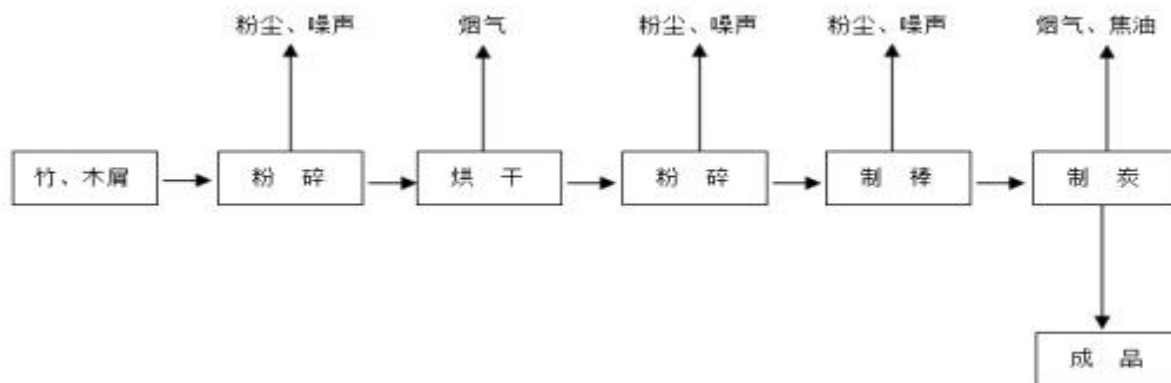 粉尘、噪声 烟气 粉尘、噪声 粉尘、噪声 烟气、焦油
竹、木屑 粉 碎 烘 干 粉 碎 制 棒 制 炭
成 品